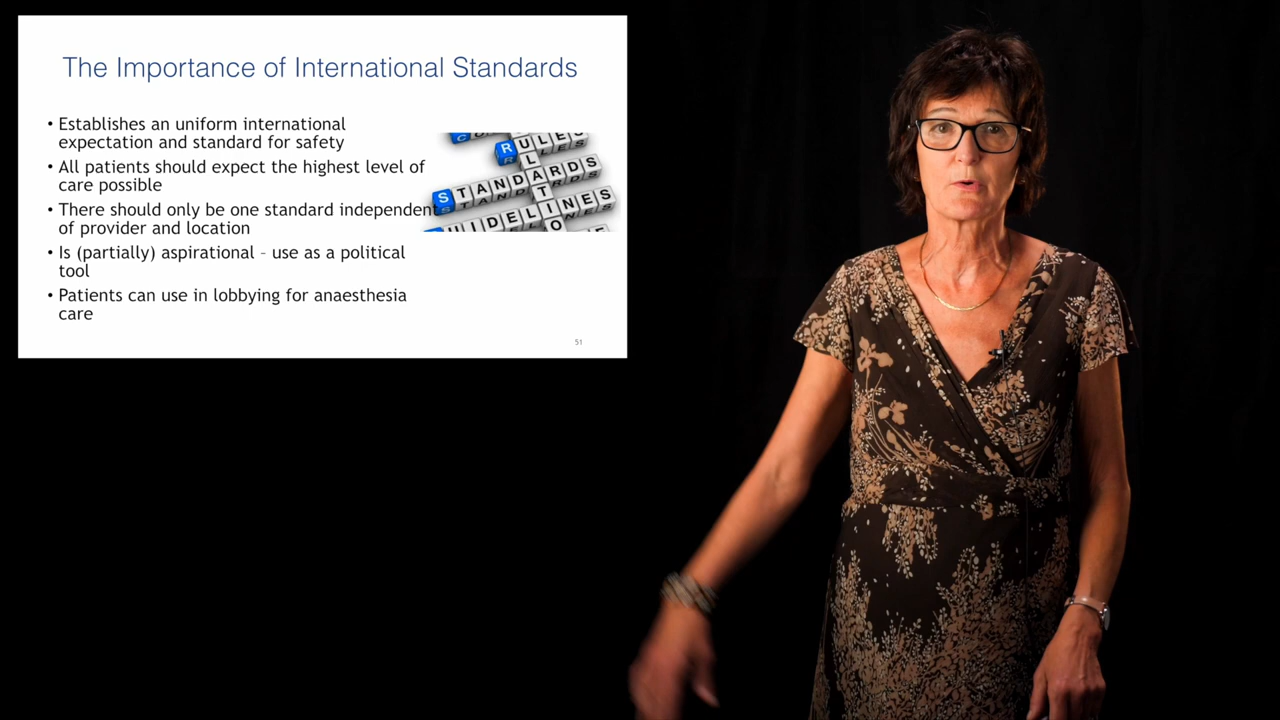 The Importance of International Standards
• Establishes an uniform international
expectation and standard for safety
• All patients should expect the highest level of
care possible
• There should only be one standard independent
of provider and location
• Is (partially) aspirational – use as a political
tool
• Patients can use in lobbying for anaesthesia
care
RULES
STANDARDS
UIDELINES
51